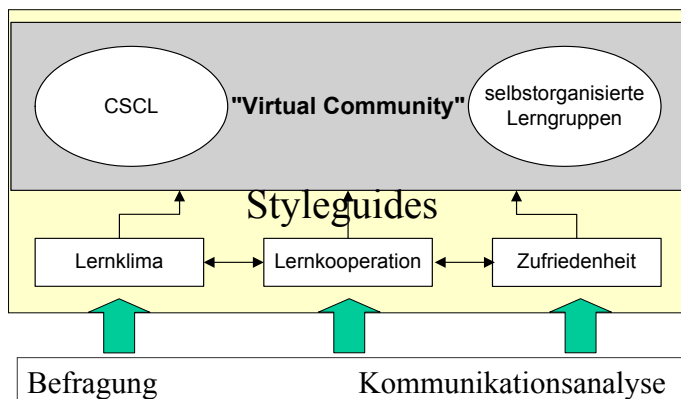 CSCL
"Virtual Community"
selbstorganisierte
Lerngruppen
Styleguides
Lernklima
Lernkooperation
Zufriedenheit
Befragung
Kommunikationsanalyse